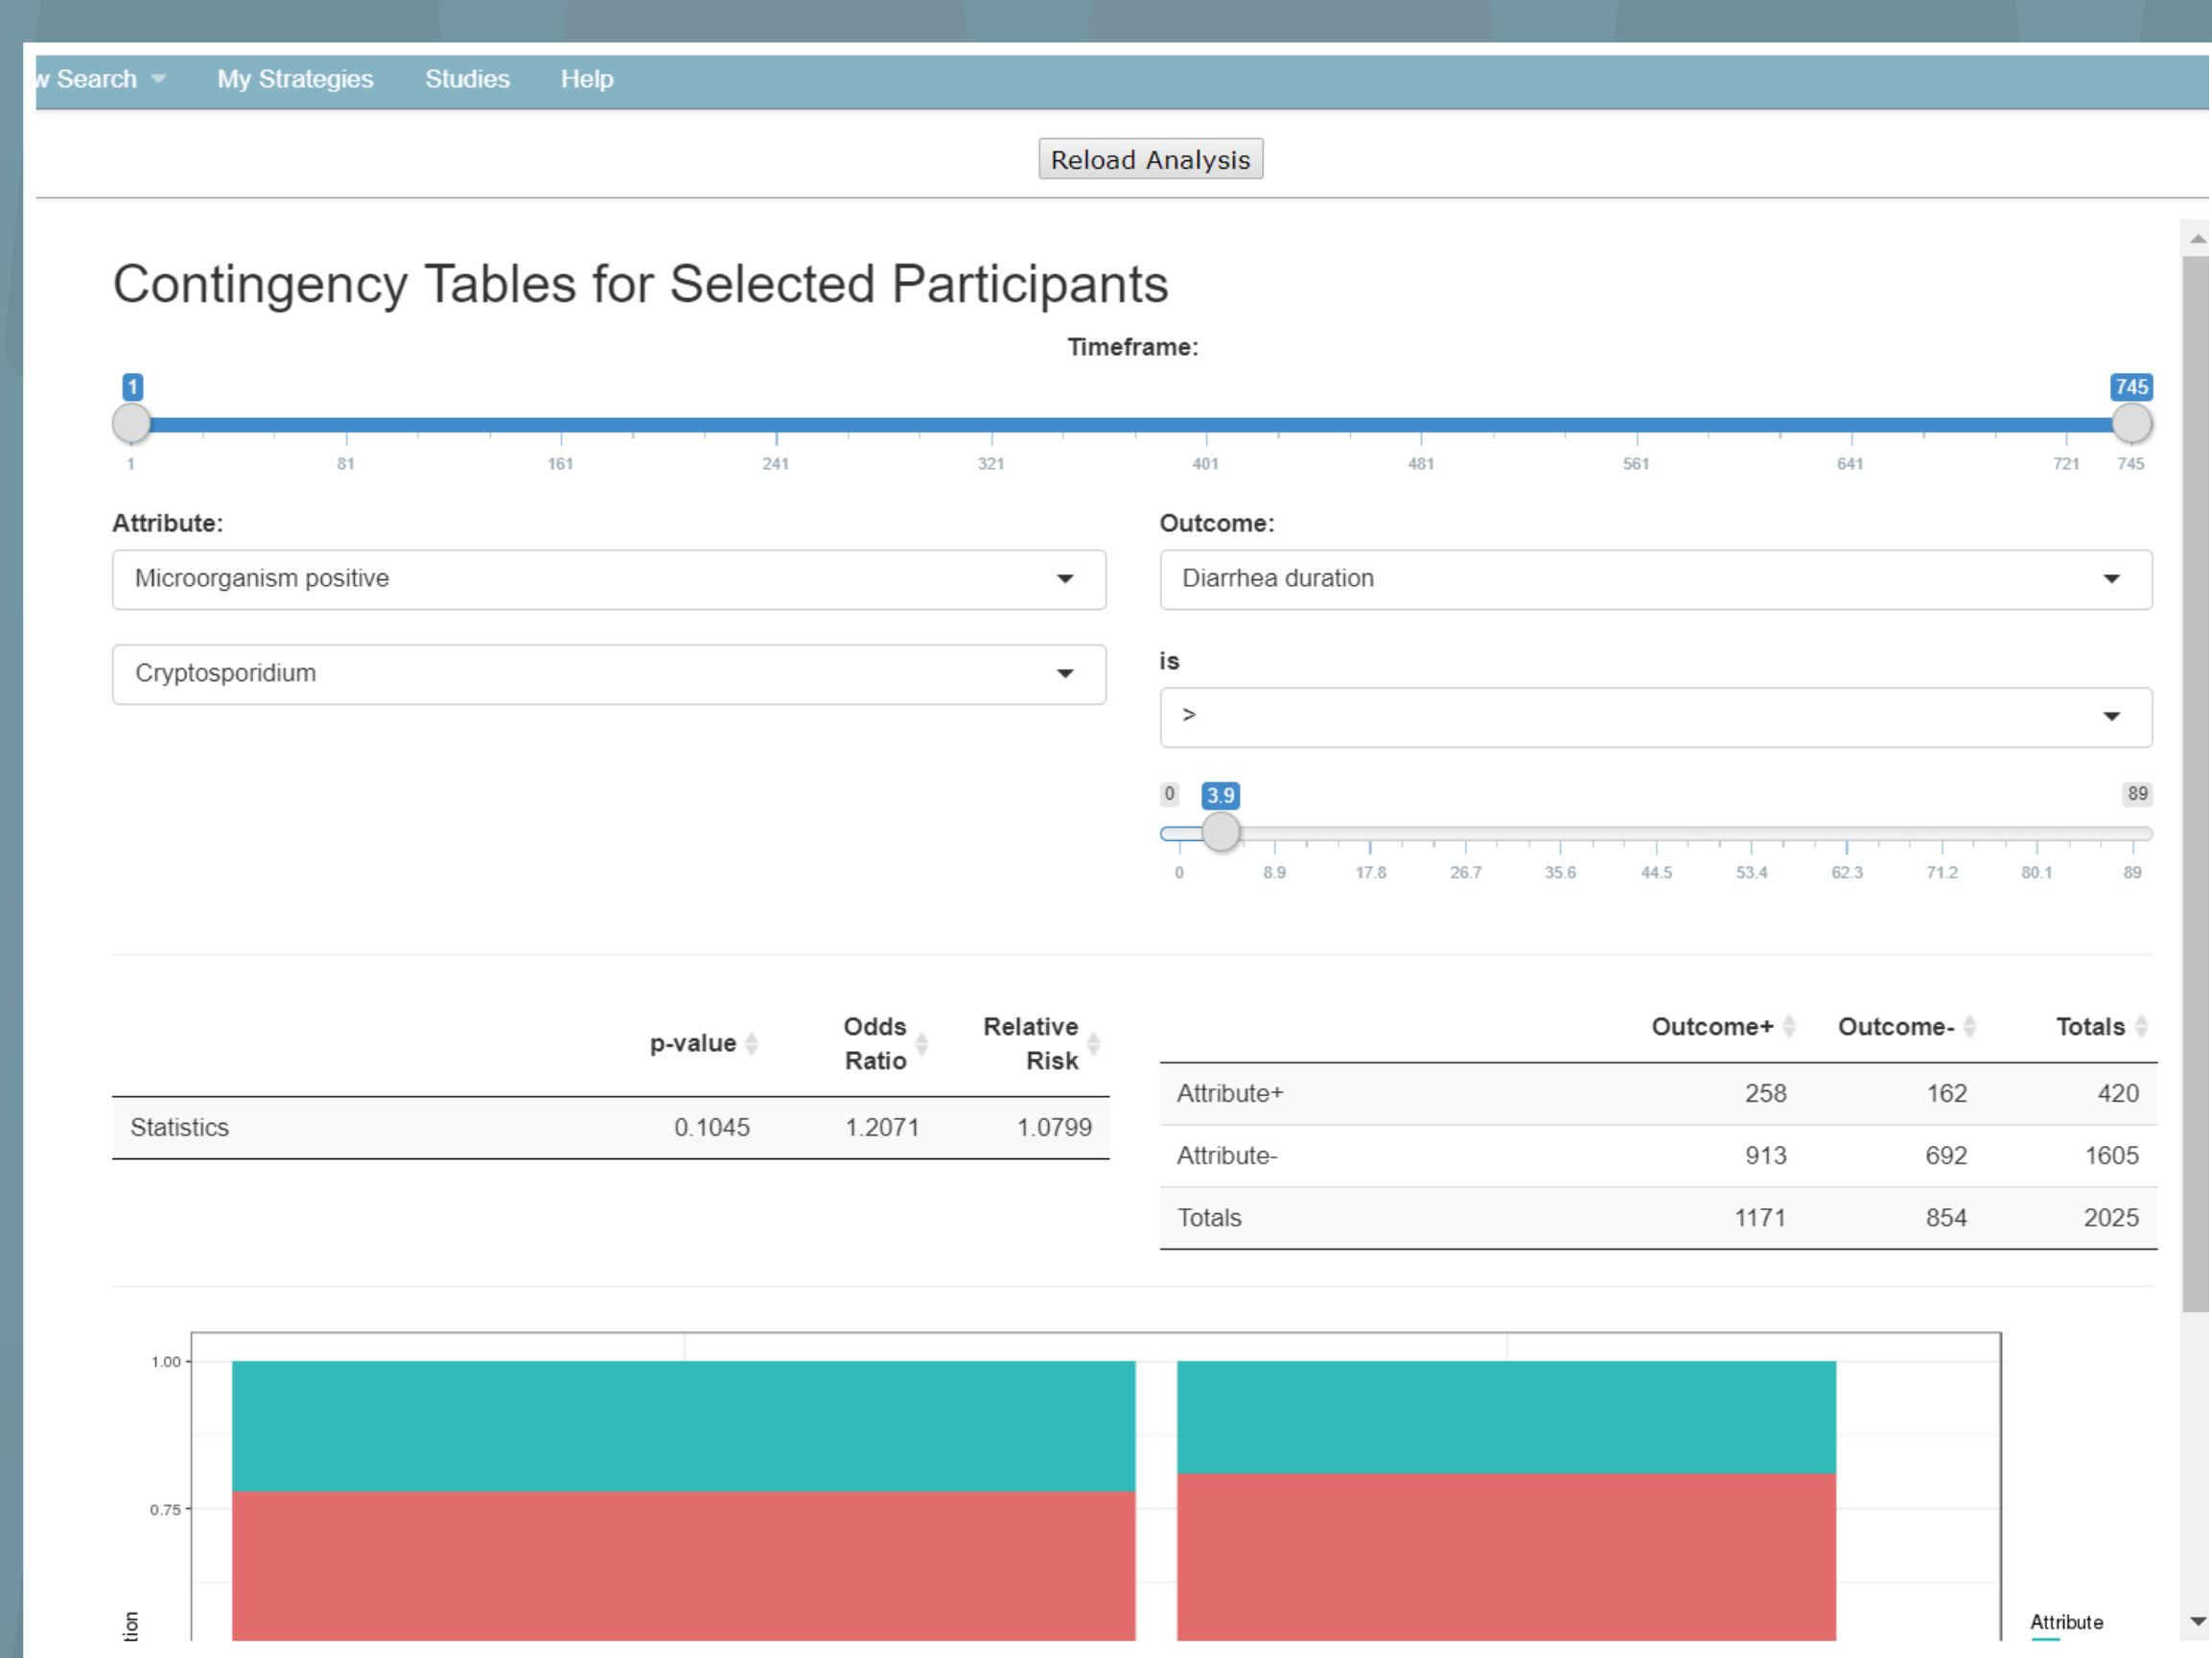 w Search My Strategies Studies Help
Reload Analysis
Contingency Tables for Selected Participants
Timeframe:
1 745
1 81 161 241 321 401 481 561 641 721 745
Attribute: Outcome:
Microorganism positive Diarrhea duration
Cryptosporidium
is
>
0 3.9 89
0 8.9 17.8 26.7 35.6 44.5 53.4 62.3 71.2 80.1 89
p-value Odds Ratio Relative Risk
Statistics 0.1045 1.2071 1.0799
Outcome+ Outcome- Totals
Attribute+ 258 162 420
Attribute- 913 692 1605
Totals 1171 854 2025
1.00
0.75
tion
Attribute